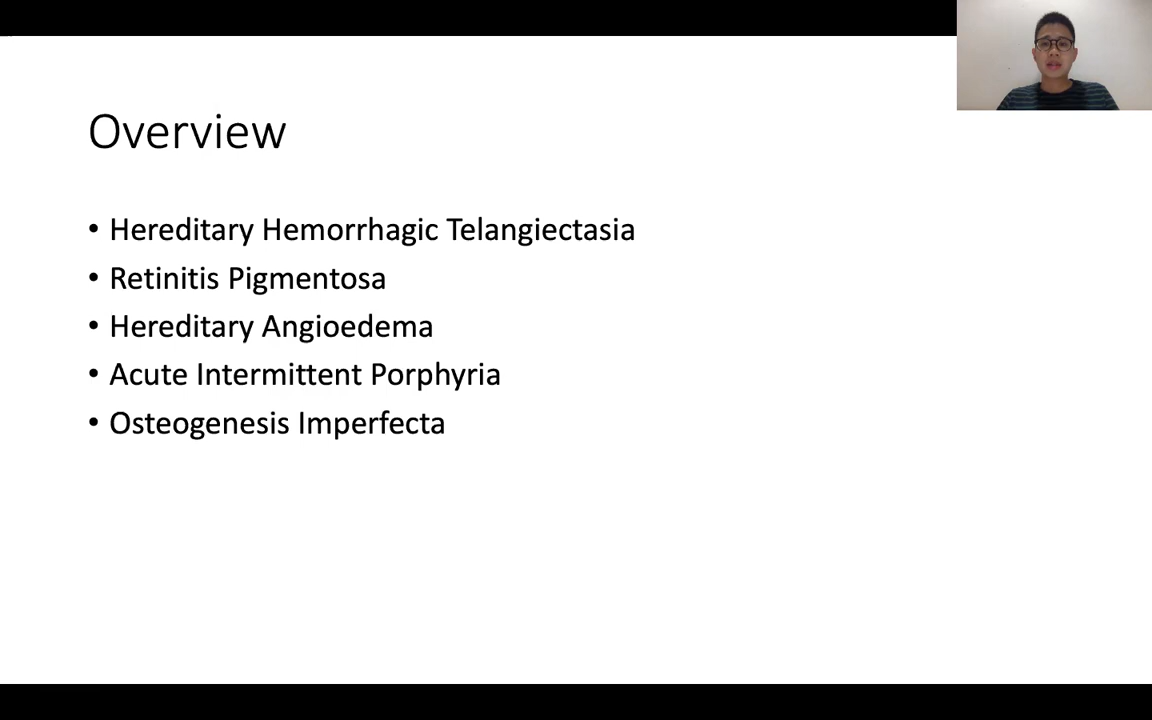 Overview
• Hereditary Hemorrhagic Telangiectasia
• Retinitis Pigmentosa
• Hereditary Angioedema
• Acute Intermittent Porphyria
• Osteogenesis Imperfecta